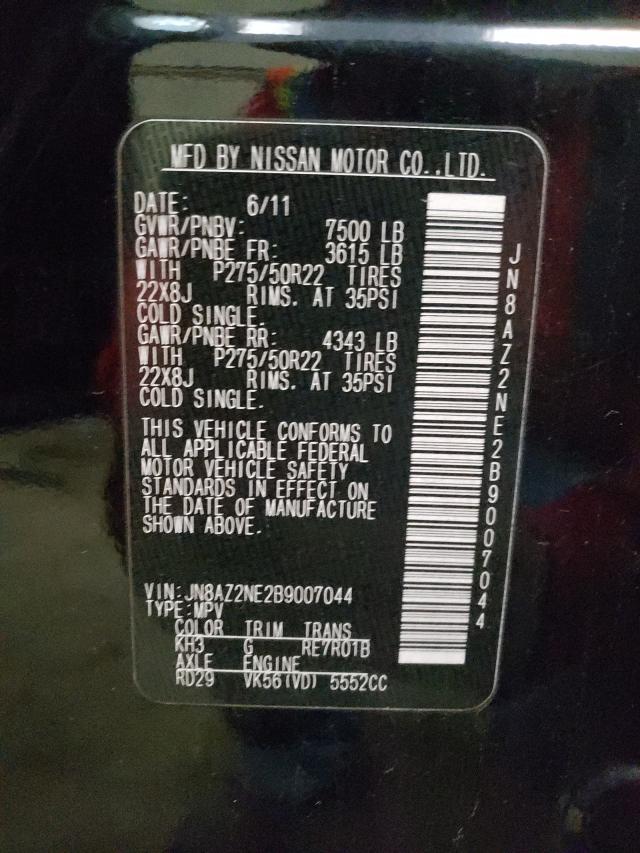 MFD BY NISSAN MOTOR CO.,LTD.
DATE: 6/11
GVWR/PNBV: 7500 LB
GAWR/PNBE FR: 3615 LB
WITH P275/50R22 TIRES
22X8J RIMS. AT 35PSI
COLD SINGLE.
GAWR/PNBE RR: 4343 LB
WITH P275/50R22 TIRES
22X8J RIMS. AT 35PSI
COLD SINGLE.
THIS VEHICLE CONFORMS TO
ALL APPLICABLE FEDERAL
MOTOR VEHICLE SAFETY
STANDARDS IN EFFECT ON
THE DATE OF MANUFACTURE
SHOWN ABOVE.
VIN:JN8AZ2NE2B9007044
TYPE:MPV
COLOR TRIM TRANS
KH3 G RE7R01B
AXLE ENGINE
RD29 VK56(VD) 5552CC
JN8AZ2NE2B9007044